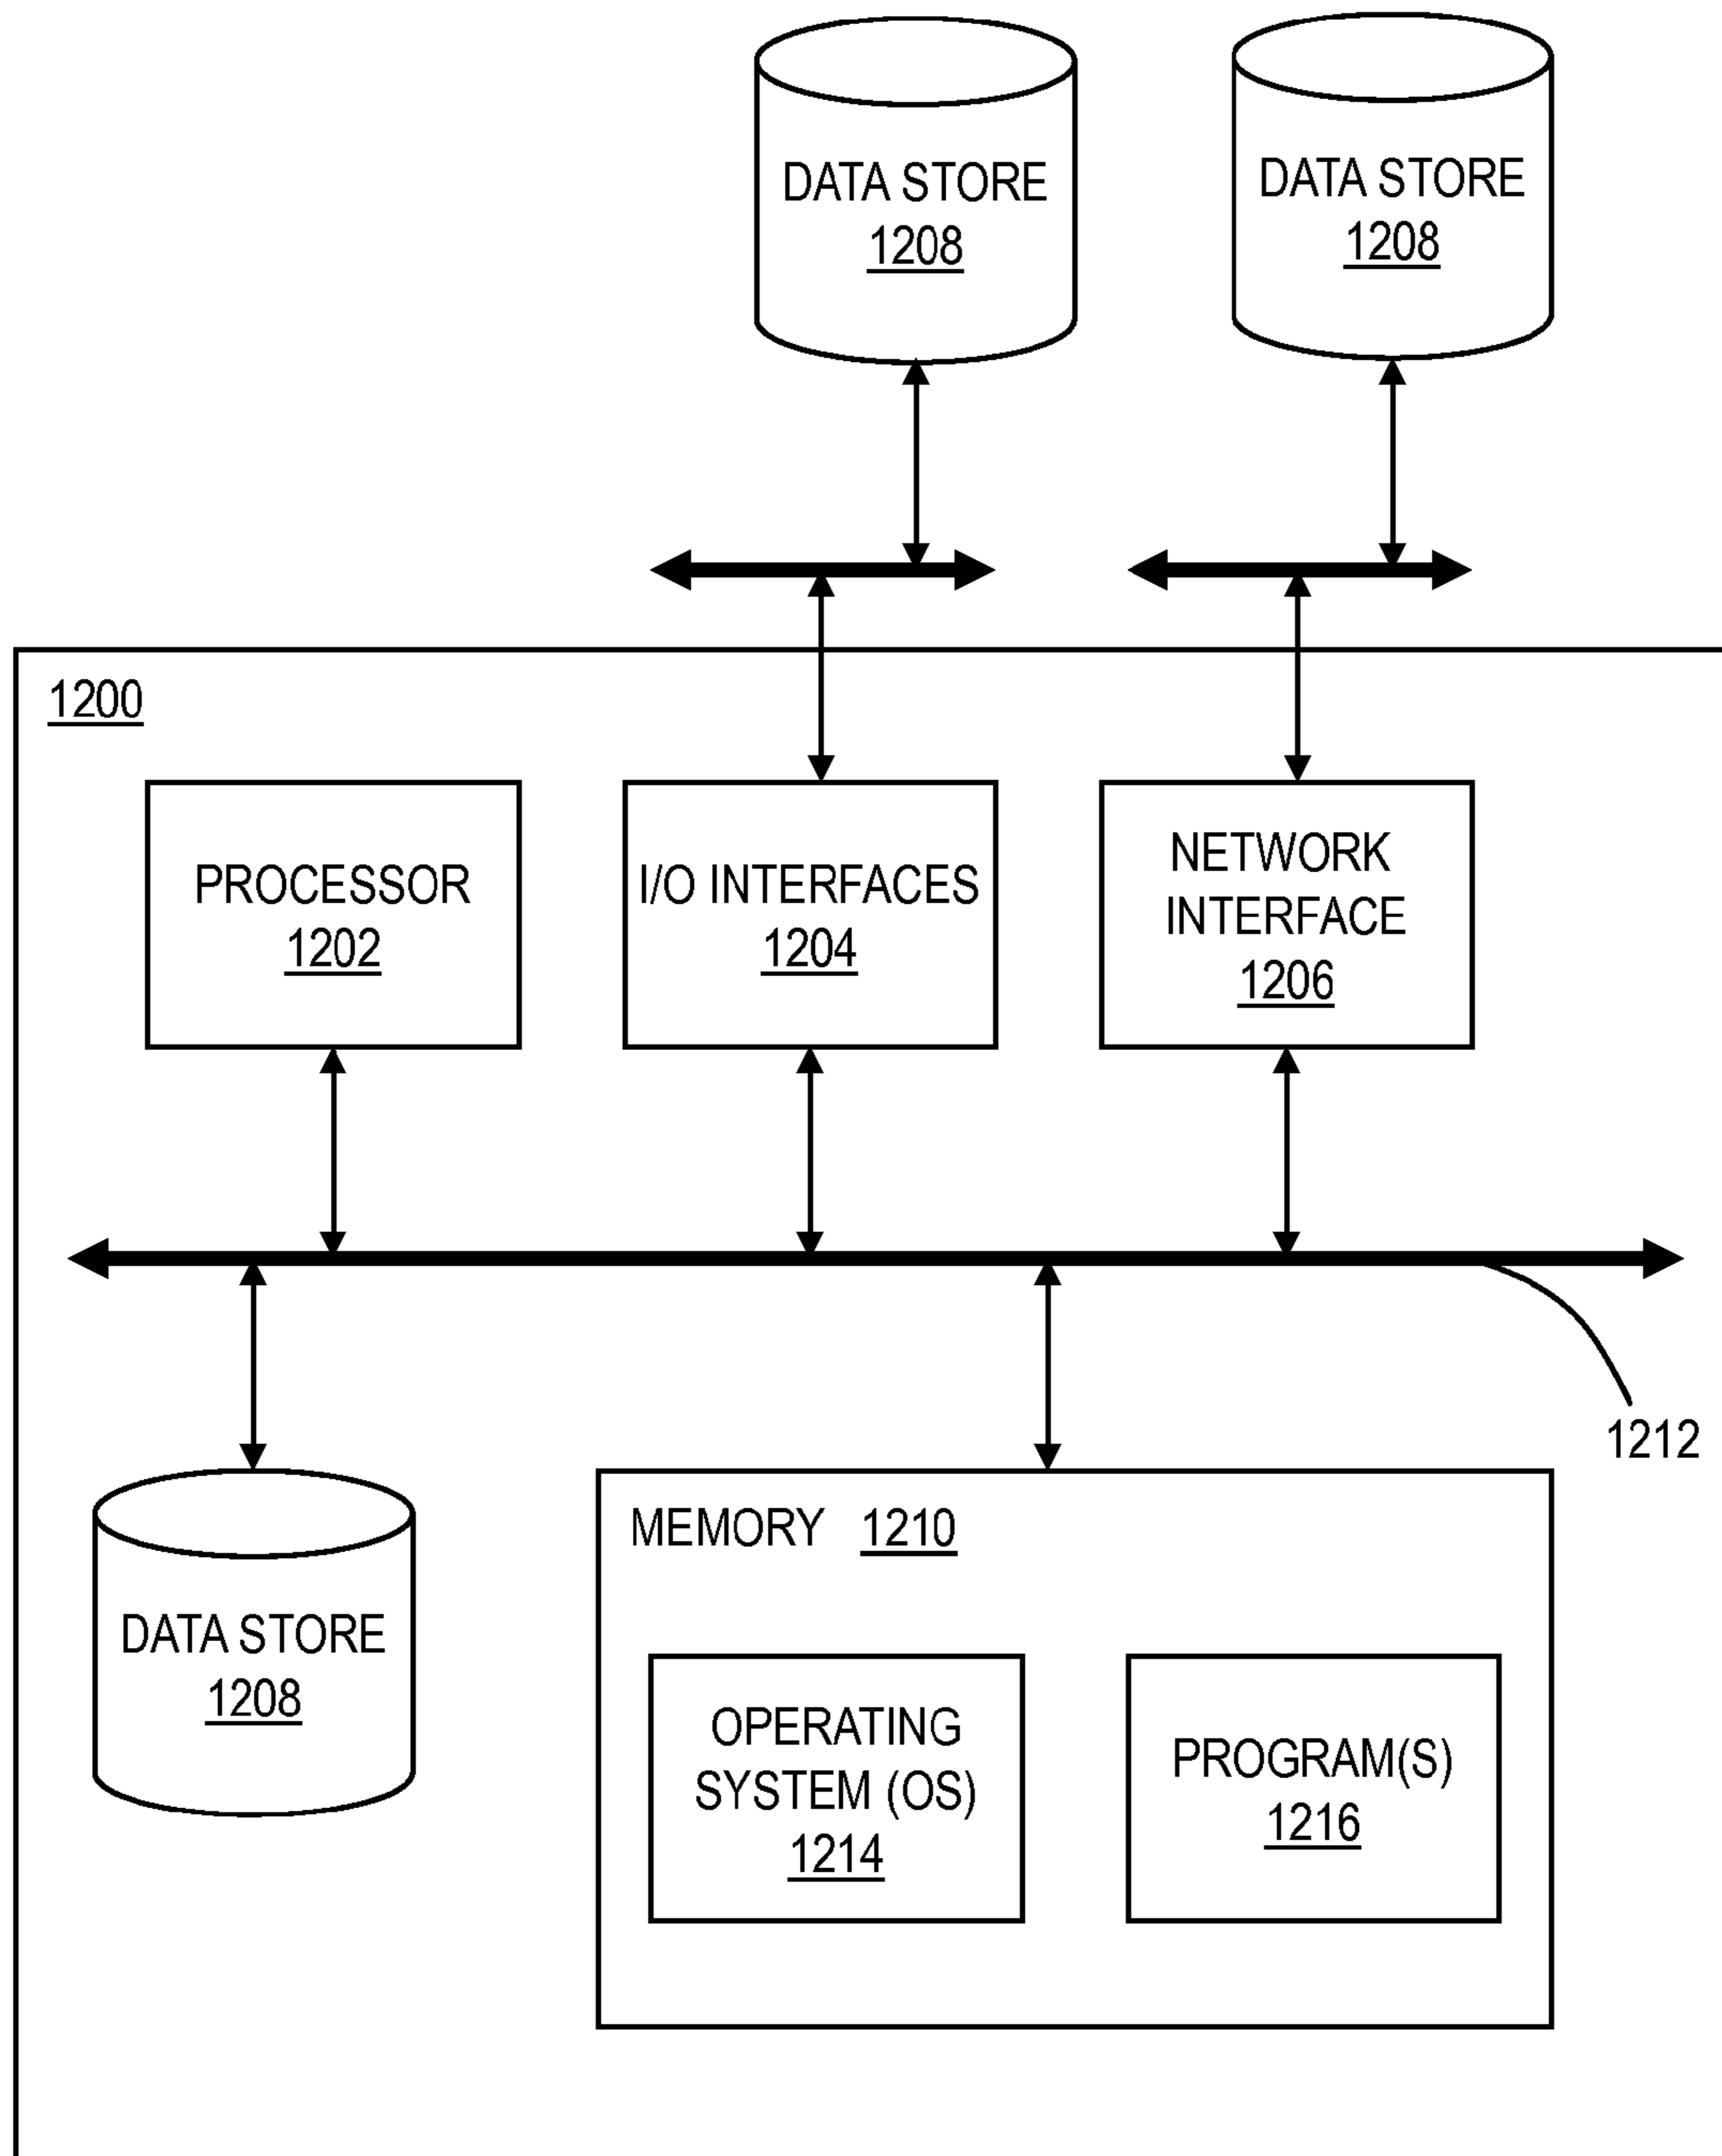 DATA STORE
1208
DATA STORE
1208
1200
PROCESSOR
1202
I/O INTERFACES
1204
NETWORK
INTERFACE
1206
1212
DATA STORE
1208
MEMORY 1210
OPERATING
SYSTEM (OS)
1214
PROGRAM(S)
1216